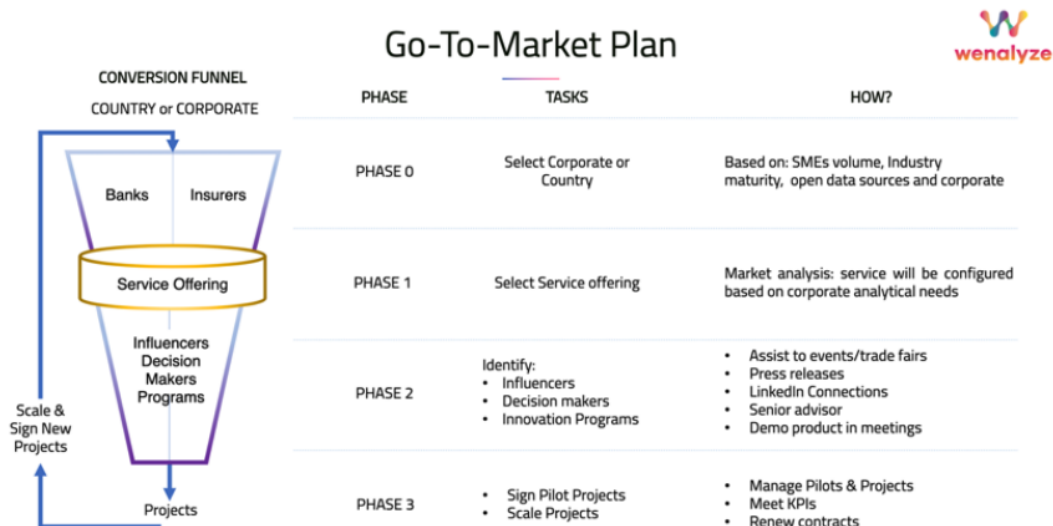 Go-To-Market Plan
wenalyze
CONVERSION FUNNEL
COUNTRY or CORPORATE
Banks
Insurers
Service Offering
Influencers
Decision
Makers
Programs
Scale &
Sign New
Projects
Projects
PHASE
TASKS
HOW?
PHASE 0
Select Corporate or
Country
Based on: SMEs volume, Industry
maturity, open data sources and corporate
PHASE 1
Select Service offering
Market analysis: service will be configured
based on corporate analytical needs
PHASE 2
Identify:
• Influencers
• Decision makers
• Innovation Programs
• Assist to events/trade fairs
• Press releases
• LinkedIn Connections
• Senior advisor
• Demo product in meetings
PHASE 3
• Sign Pilot Projects
• Scale Projects
• Manage Pilots & Projects
• Meet KPIs
• Renew contracts